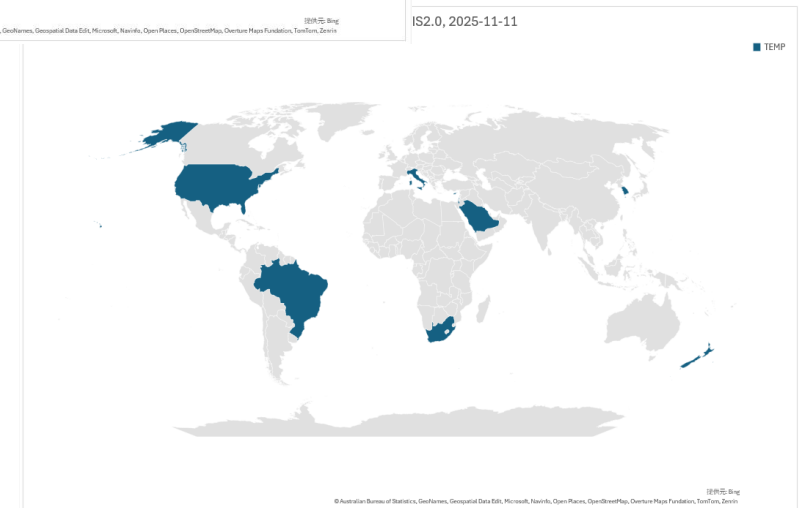 提供元: Bing
, GeoNames, Geospatial Data Edit, Microsoft, Navinfo, Open Places, OpenStreetMap, Overture Maps Fundation, TomTom, Zenrin
IS2.0, 2025-11-11
TEMP
提供元: Bing
© Australian Bureau of Statistics, GeoNames, Geospatial Data Edit, Microsoft, Navinfo, Open Places, OpenStreetMap, Overture Maps Fundation, TomTom, Zenrin